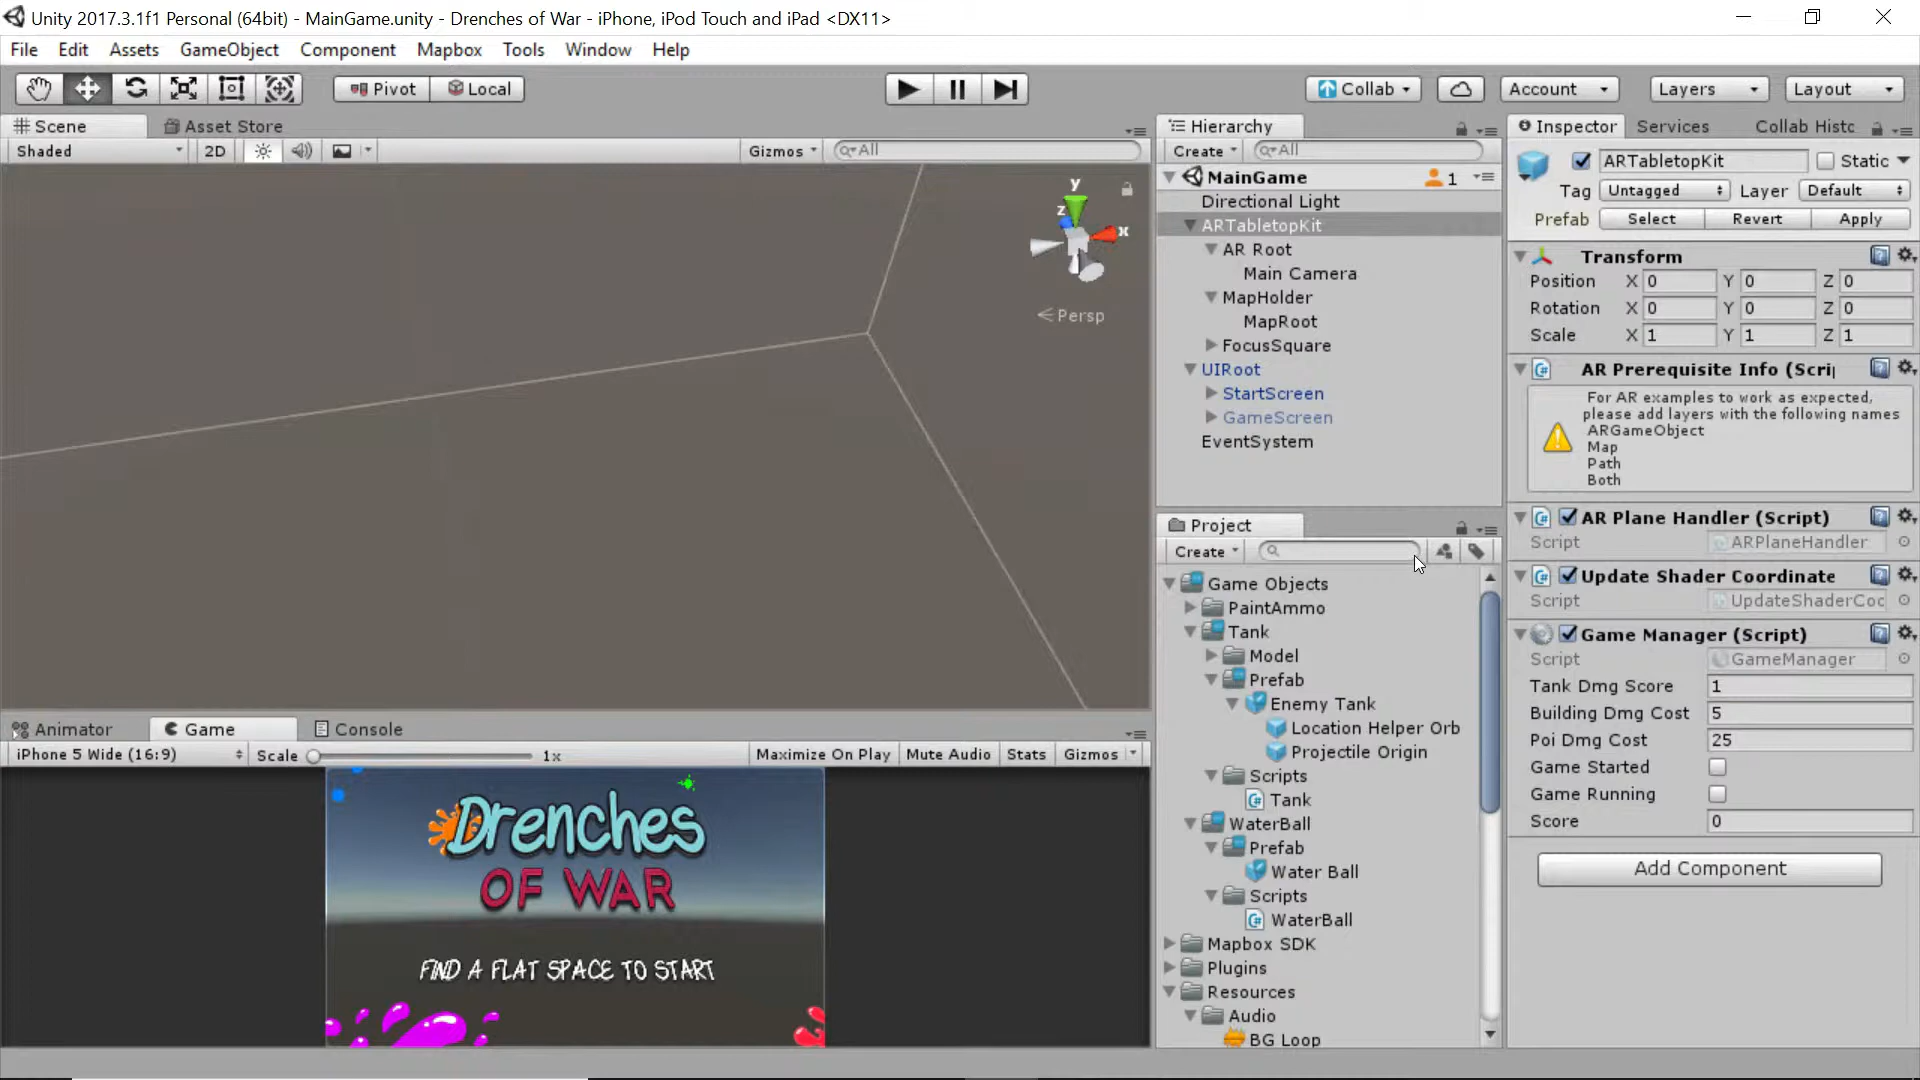 Unity 2017.3.1f1 Personal (64bit) - MainGame.unity - Drenches of War - iPhone, iPod Touch and iPad <DX11>
File Edit Assets GameObject Component Mapbox Tools Window Help
Pivot Local Collab Account Layers Layout
Scene Asset Store
Shaded 2D Gizmos All
y
z
x
Persp
Hierarchy
Create All
MainGame 1
Directional Light
ARTabletopKit
AR Root
Main Camera
MapHolder
MapRoot
FocusSquare
UIRoot
StartScreen
GameScreen
EventSystem
Project
Create
Game Objects
PaintAmmo
Tank
Model
Prefab
Enemy Tank
Location Helper Orb
Projectile Origin
Scripts
Tank
WaterBall
Prefab
Water Ball
Scripts
WaterBall
Mapbox SDK
Plugins
Resources
Audio
BG Loop
Inspector Services Collab Histc
ARTabletopKit Static
Tag Untagged Layer Default
Prefab Select Revert Apply
Transform
Position X 0 Y 0 Z 0
Rotation X 0 Y 0 Z 0
Scale X 1 Y 1 Z 1
AR Prerequisite Info (Scri
For AR examples to work as expected,
please add layers with the following names
ARGameObject
Map
Path
Both
AR Plane Handler (Script)
Script ARPlaneHandler
Update Shader Coordinate
Script UpdateShaderCoc
Game Manager (Script)
Script GameManager
Tank Dmg Score 1
Building Dmg Cost 5
Poi Dmg Cost 25
Game Started
Game Running
Score 0
Add Component
Animator Game Console
iPhone 5 Wide (16:9) Scale 1x Maximize On Play Mute Audio Stats Gizmos
Drenches
OF WAR
FIND A FLAT SPACE TO START